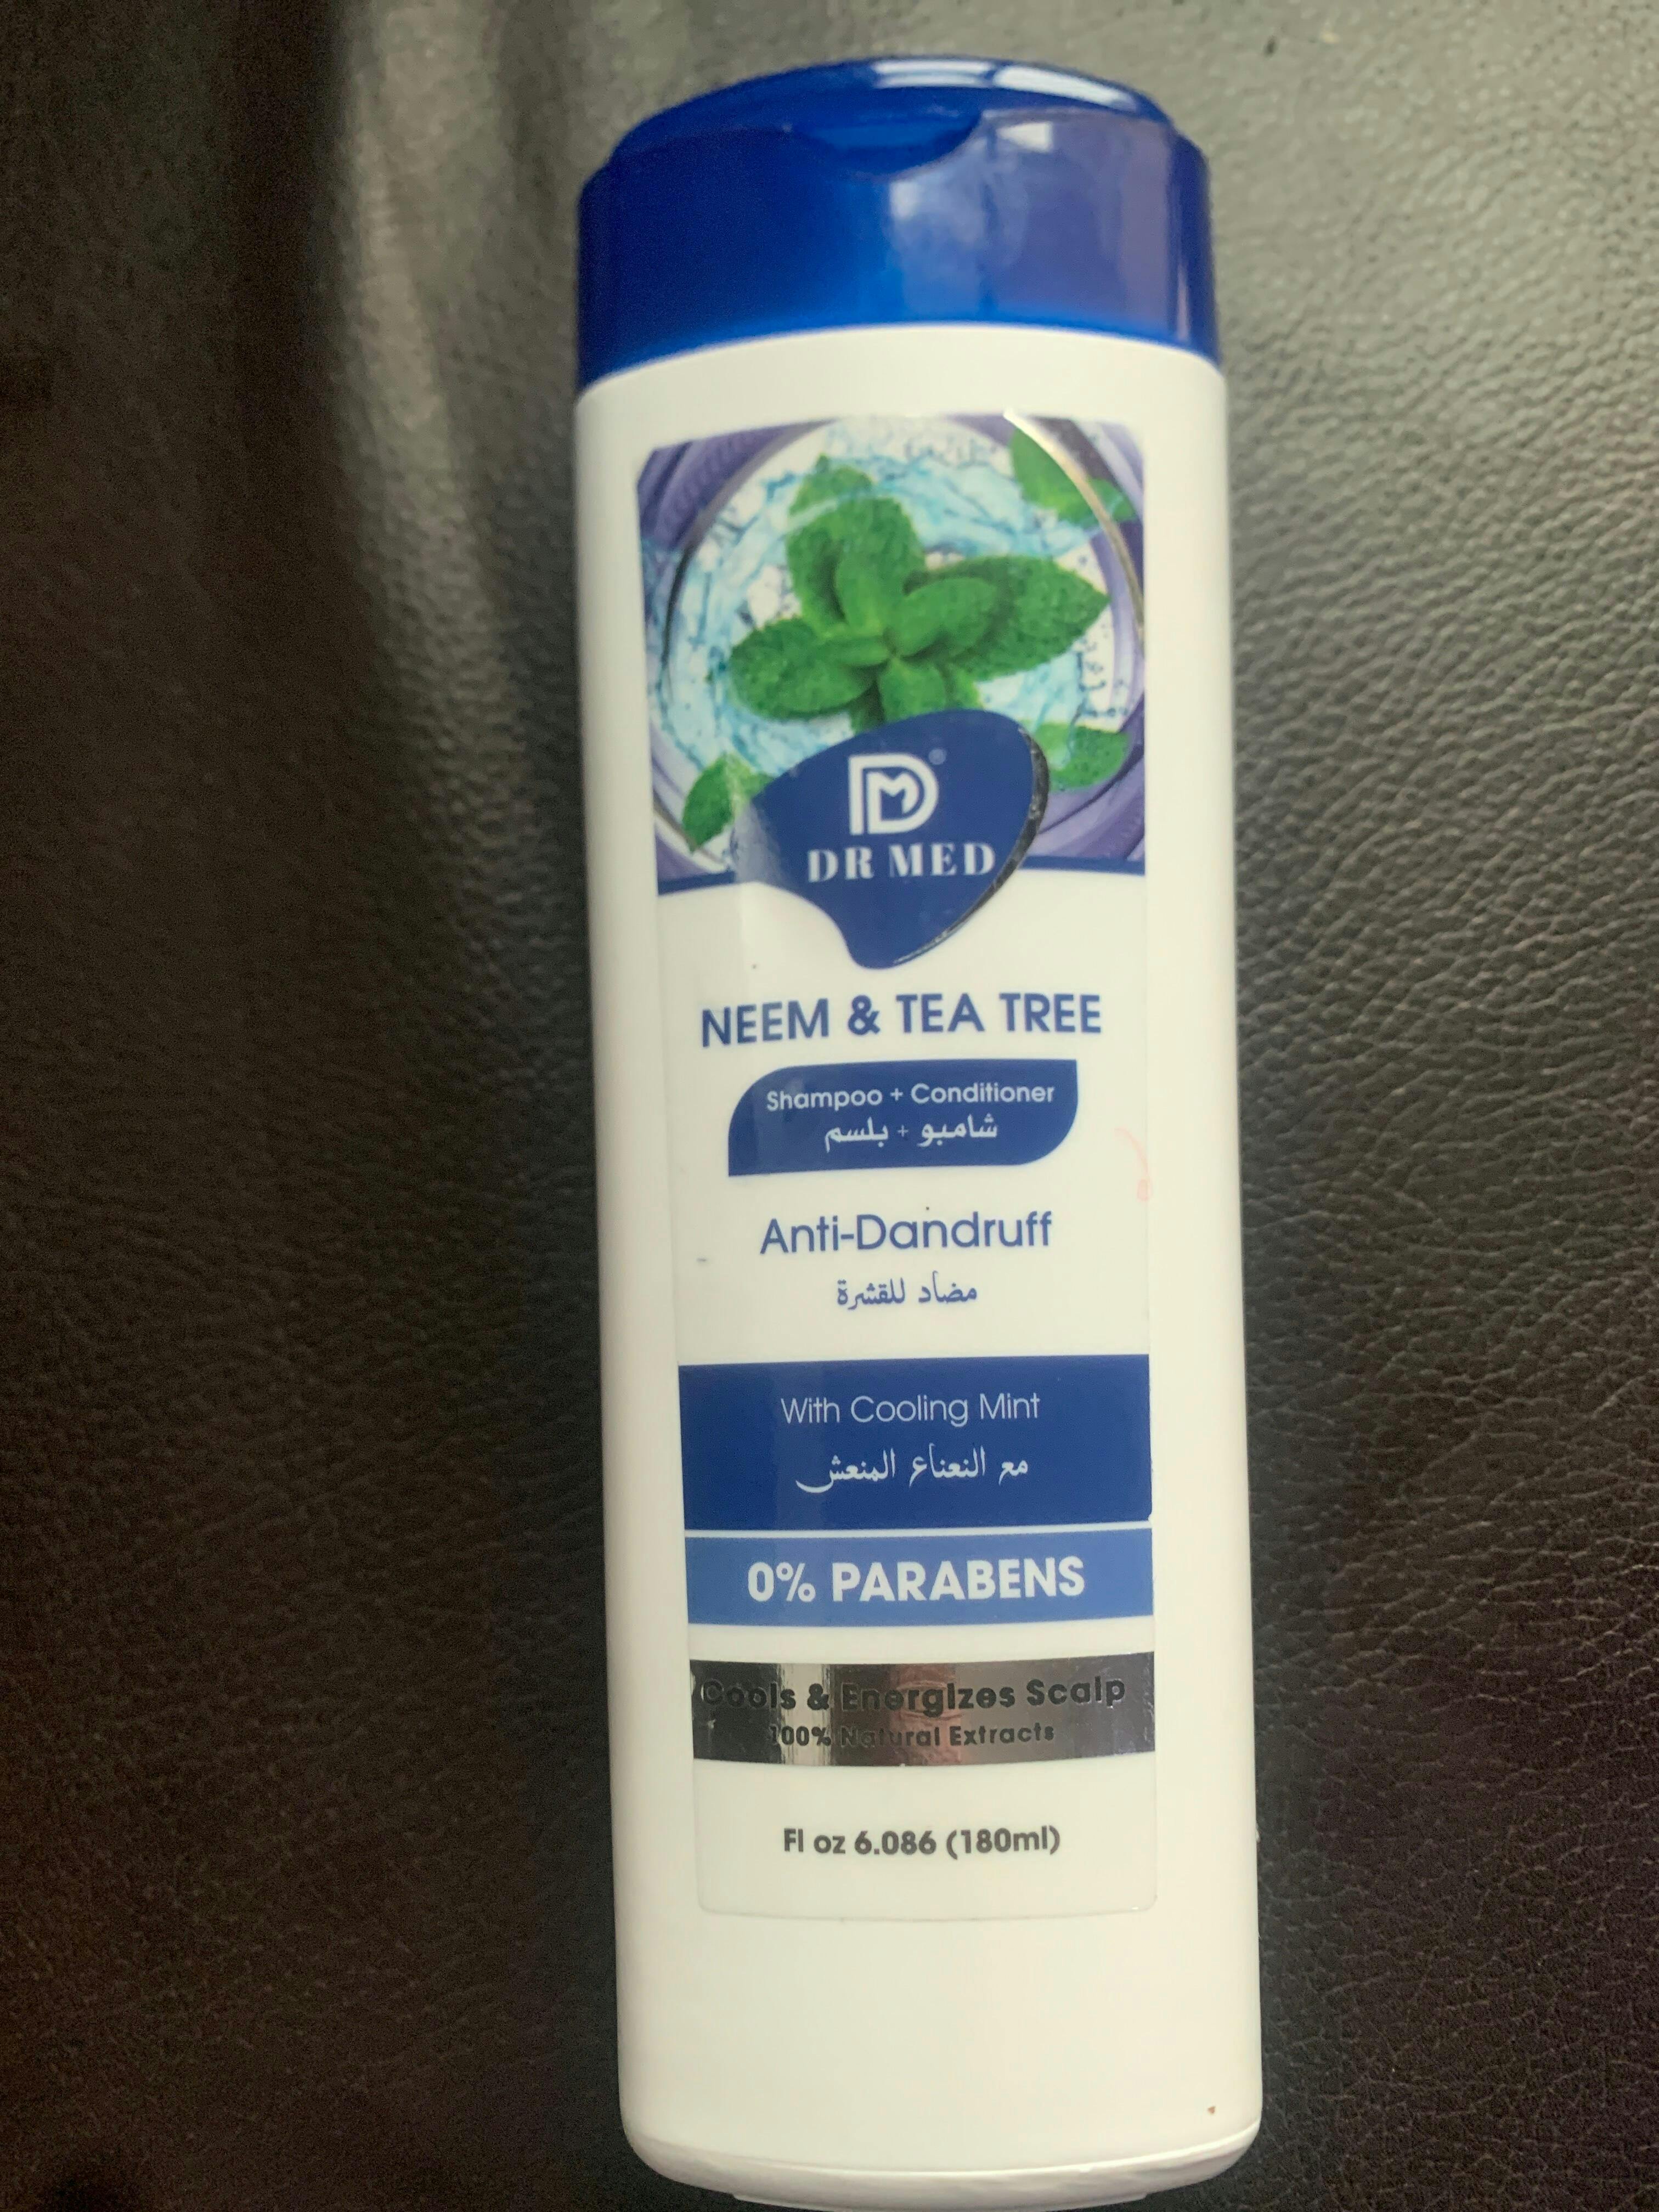 DM®
DR MED
NEEM & TEA TREE
Shampoo + Conditioner
شامبو + بلسم
Anti-Dandruff
مضاد للقشرة
With Cooling Mint
مع النعناع المنعش
0% PARABENS
Cools & Energizes Scalp
100% Natural Extracts
Fl oz 6.086 (180ml)